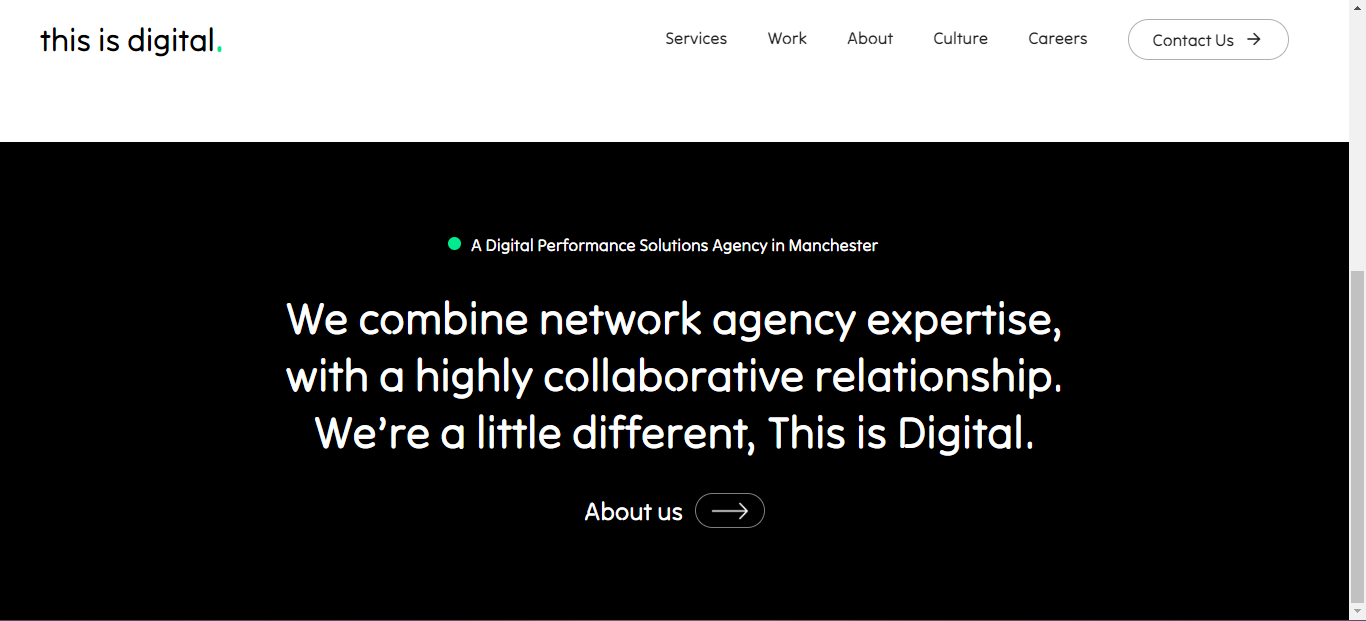 this is digital.
Services Work About Culture Careers Contact Us
A Digital Performance Solutions Agency in Manchester
We combine network agency expertise,
with a highly collaborative relationship.
We’re a little different, This is Digital.
About us